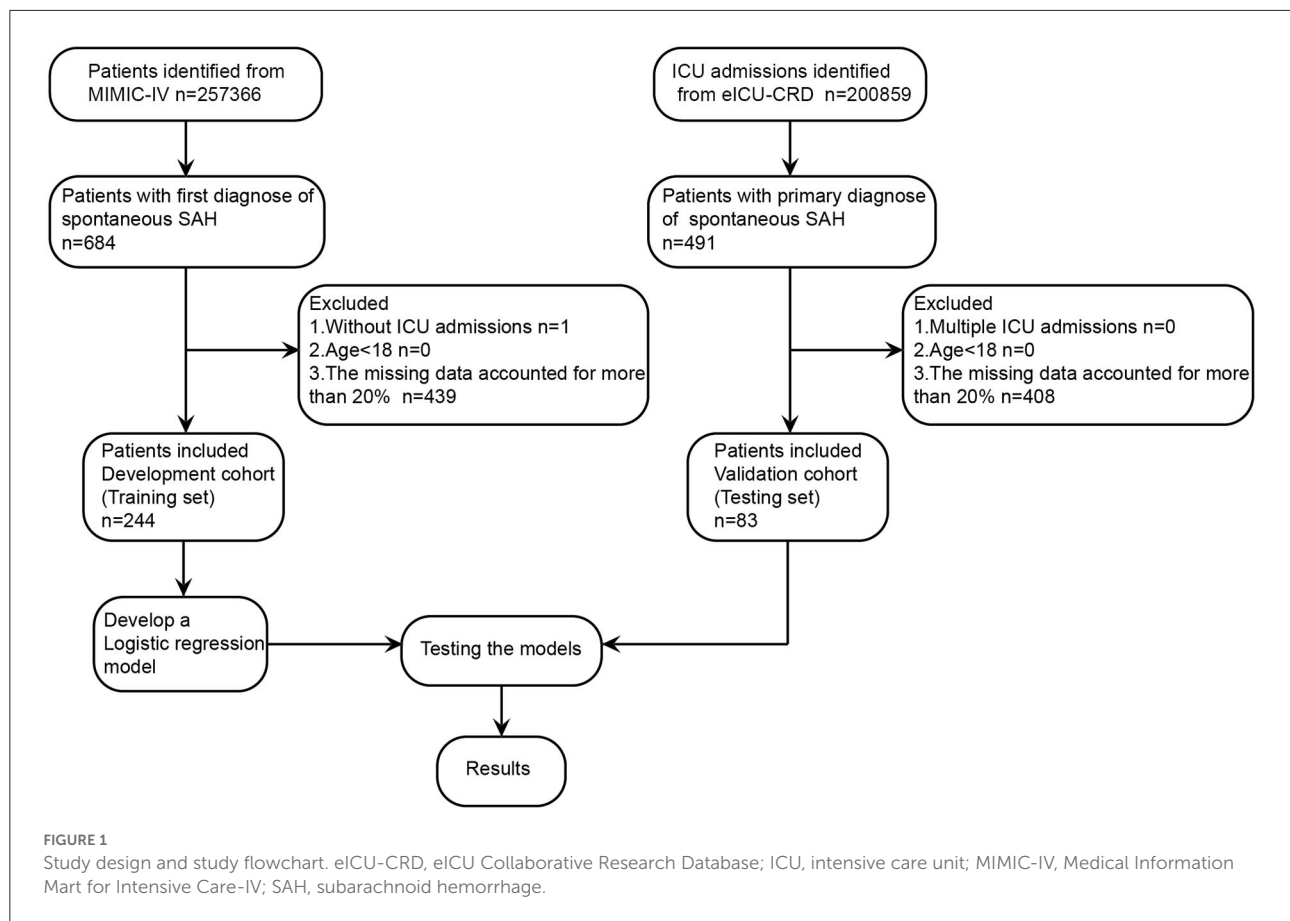 Patients identified from
MIMIC-IV n=257366
ICU admissions identified
from eICU-CRD n=200859
Patients with first diagnose of
spontaneous SAH
n=684
Patients with primary diagnose
of spontaneous SAH
n=491
Excluded
1.Without ICU admissions n=1
2.Age<18 n=0
3.The missing data accounted for more
than 20% n=439
Excluded
1.Multiple ICU admissions n=0
2.Age<18 n=0
3.The missing data accounted for more
than 20% n=408
Patients included
Development cohort
(Training set)
n=244
Patients included
Validation cohort
(Testing set)
n=83
Develop a
Logistic regression
model
Testing the models
Results
FIGURE 1
Study design and study flowchart. eICU-CRD, eICU Collaborative Research Database; ICU, intensive care unit; MIMIC-IV, Medical Information
Mart for Intensive Care-IV; SAH, subarachnoid hemorrhage.